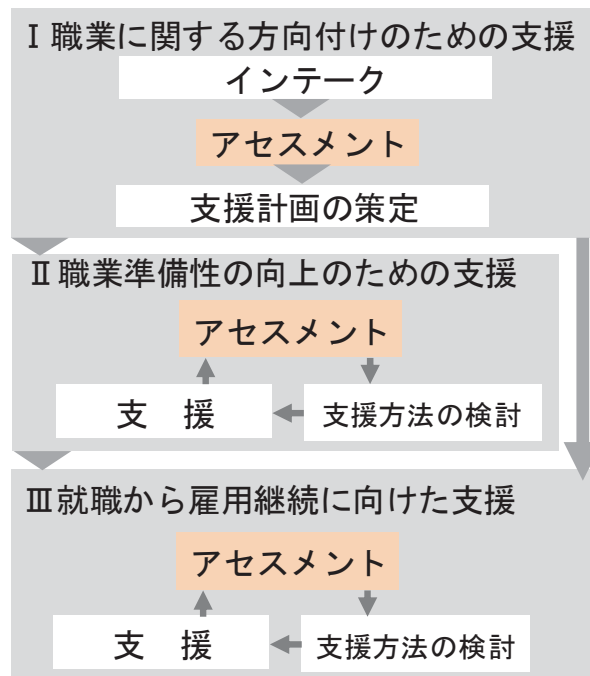 Ⅰ職業に関する方向付けのための支援
インテーク
アセスメント
支援計画の策定
Ⅱ職業準備性の向上のための支援
アセスメント
支　援
支援方法の検討
Ⅲ就職から雇用継続に向けた支援
アセスメント
支　援
支援方法の検討